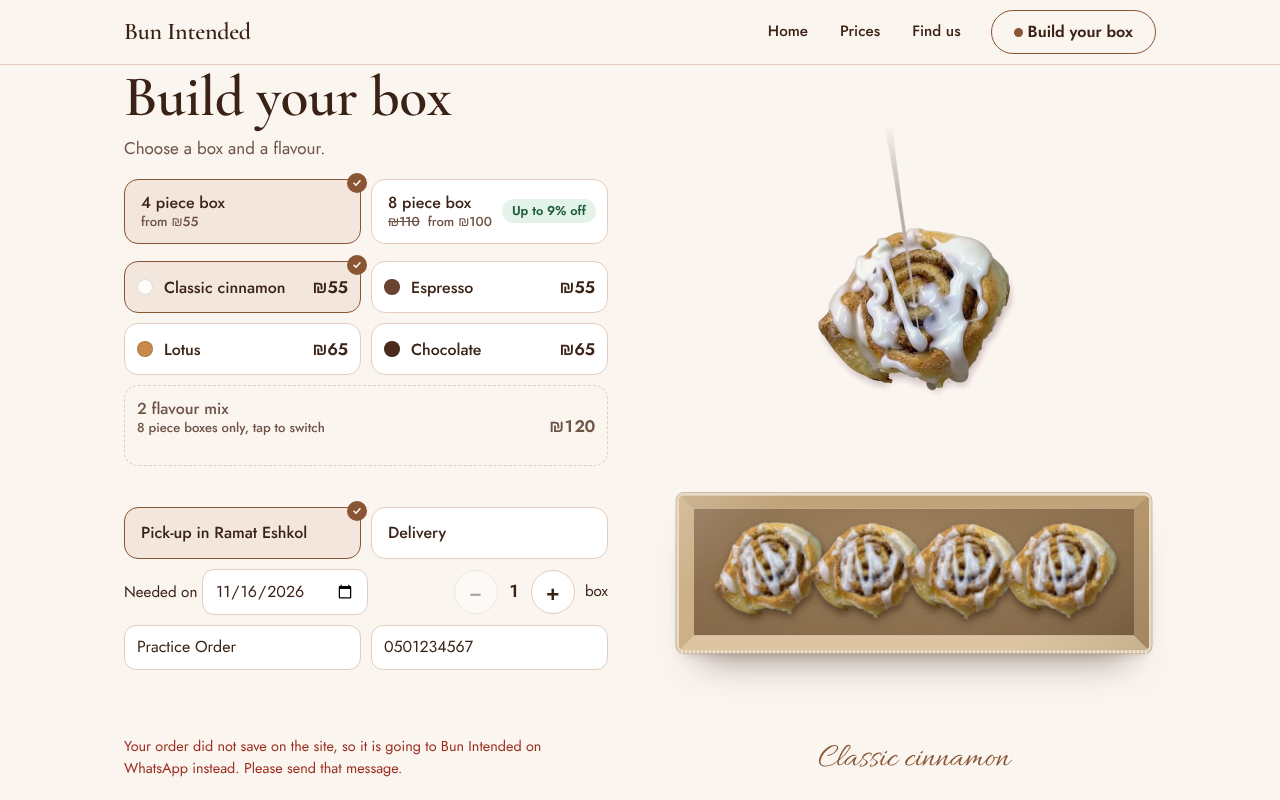 Bun Intended
Home
Prices
Find us
Build your box
Build your box
Choose a box and a flavour.
4 piece box
from ₪55
8 piece box
₪110 from ₪100
Up to 9% off
Classic cinnamon ₪55
Espresso ₪55
Lotus ₪65
Chocolate ₪65
2 flavour mix
8 piece boxes only, tap to switch
₪120
Pick-up in Ramat Eshkol
Delivery
Needed on 11/16/2026
− 1 + box
Practice Order
0501234567
Your order did not save on the site, so it is going to Bun Intended on
WhatsApp instead. Please send that message.
Classic cinnamon